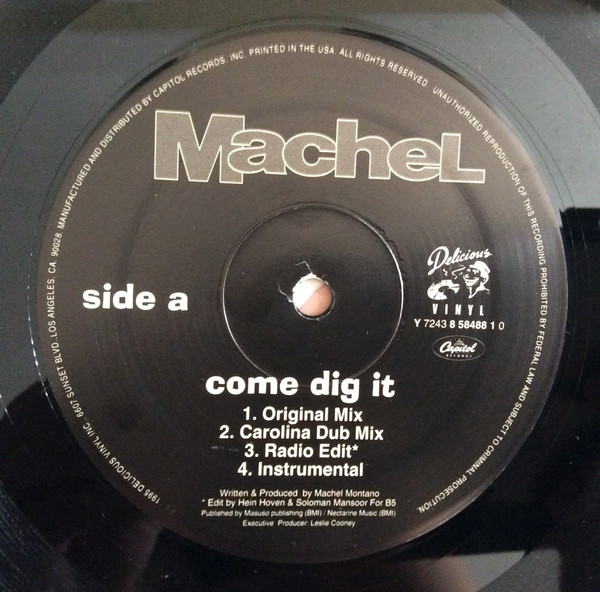 1995 DELICIOUS VINYL INC. 6607 SUNSET BLVD. LOS ANGELES, CA. 90028. MANUFACTURED AND DISTRIBUTED BY CAPITOL RECORDS, INC. PRINTED IN THE USA. ALL RIGHTS RESERVED. UNAUTHORIZED REPRODUCTION OF THIS RECORDING PROHIBITED BY FEDERAL LAW AND SUBJECT TO CRIMINAL PROSECUTION.
MacheL
Delicious
VINYL
side a
Y 7243 8 58488 1 0
Capitol
RECORDS
come dig it
1. Original Mix
2. Carolina Dub Mix
3. Radio Edit*
4. Instrumental
Written & Produced by Machel Montano
* Edit by Hein Hoven & Soloman Mansoor For B5
Published by Masuso publishing (BMI) / Nectarine Music (BMI)
Executive Producer: Leslie Cooney